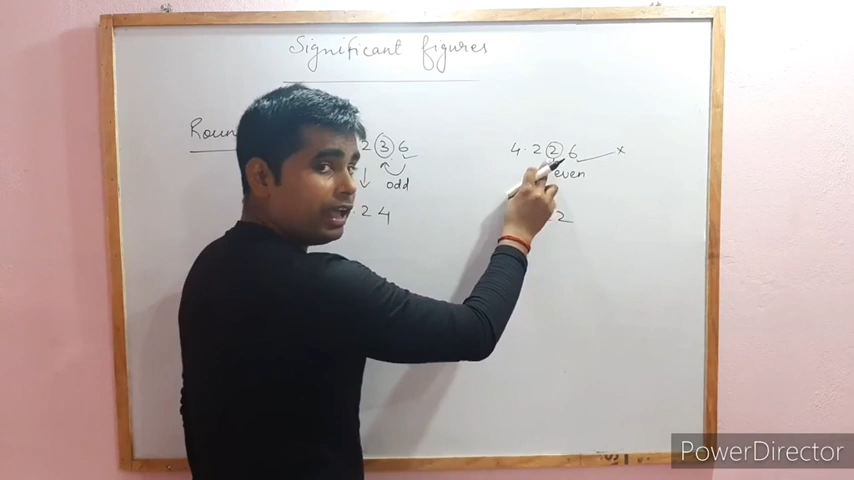 Significant figures
Roun
2 3 6
odd
. 2 4
4 . 2 2 6 x
even
2
PowerDirector